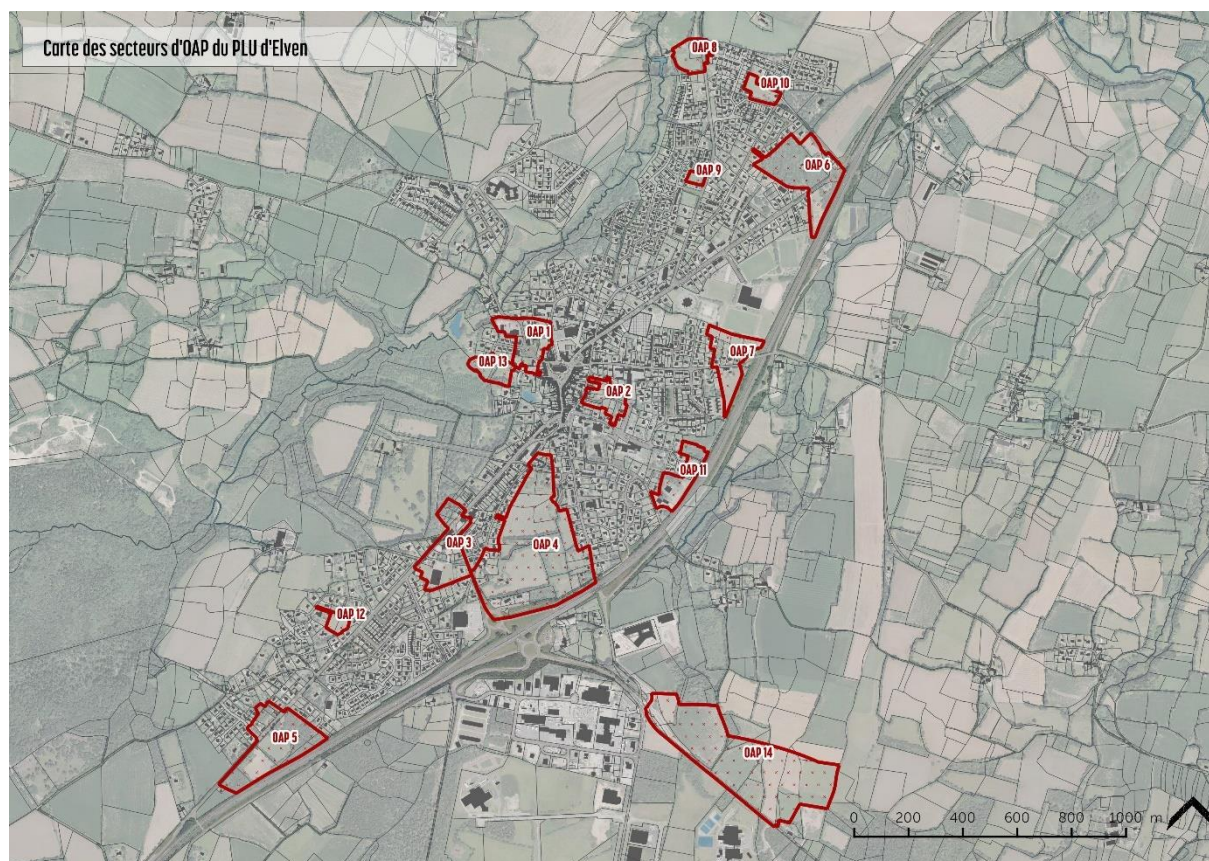 Carte des secteurs d'OAP du PLU d'Elven
OAP 8
OAP 10
OAP 9
OAP 6
OAP 1
OAP 13
OAP 7
OAP 2
OAP 11
OAP 3
OAP 4
OAP 12
OAP 5
OAP 14
0 200 400 600 800 1000 m